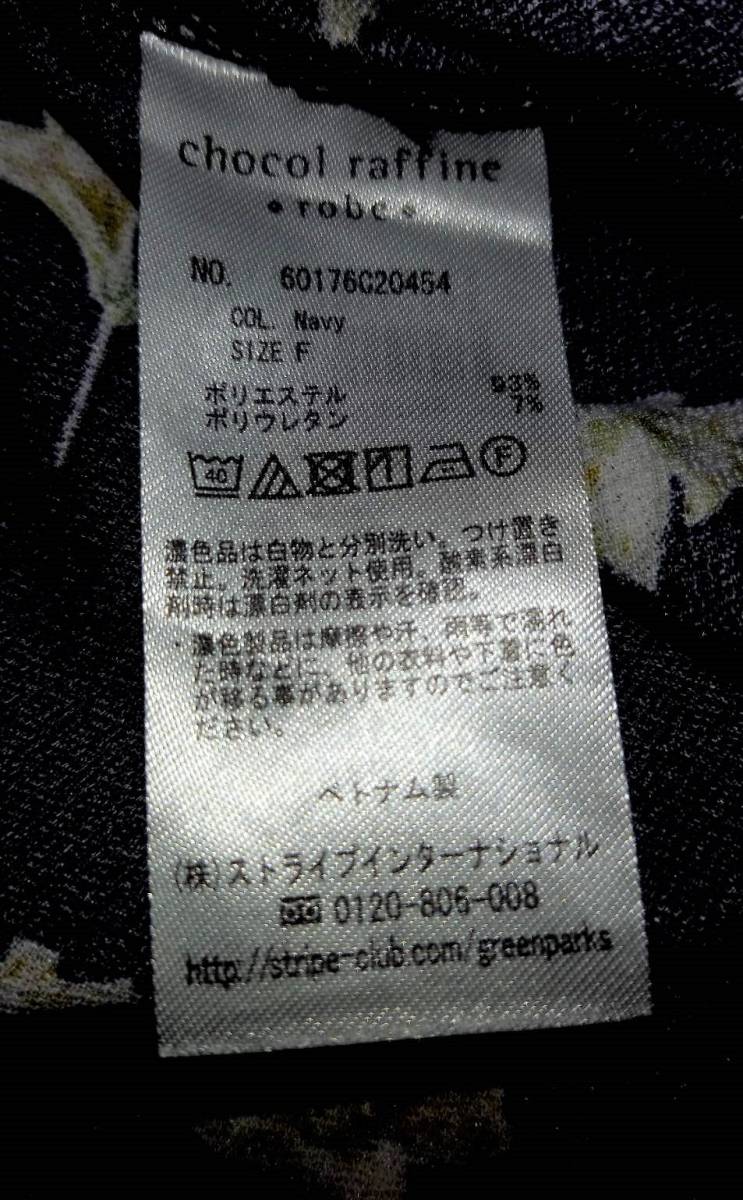 chocol raffine
• robe •
NO. 60176C20454
COL. Navy
SIZE F
ポリエステル 93%
ポリウレタン 7%
40 F
濃色品は白物と分別洗い。つけ置き
禁止。洗濯ネット使用。酸素系漂白
剤時は漂白剤の表示を確認。
・濃色製品は摩擦や汗、雨等で濡れ
た時などに、他の衣料や下着に色
が移る事がありますのでご注意く
ださい。
ベトナム製
(株)ストライプインターナショナル
0120-806-008
http://stripe-club.com/greenparks